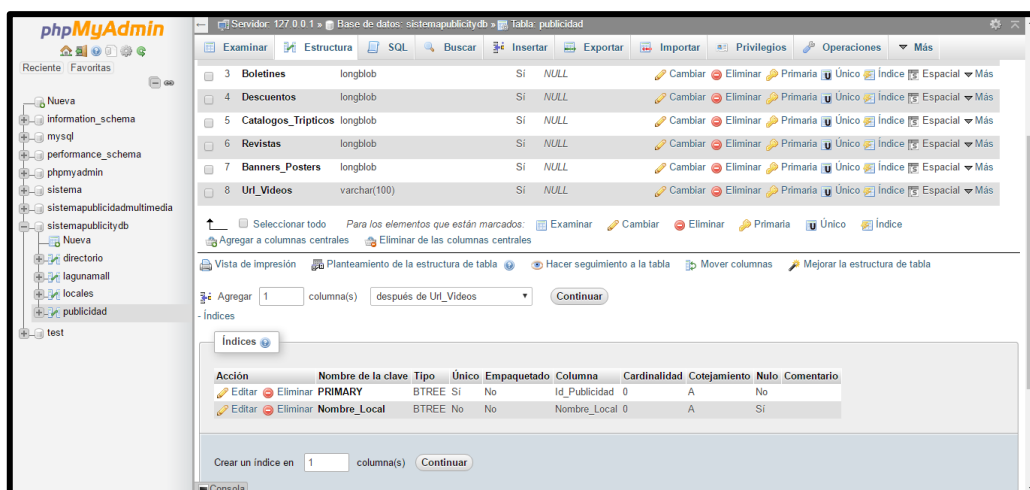 phpMyAdmin
Reciente Favoritas
Nueva
information_schema
mysql
performance_schema
phpmyadmin
sistema
sistemapublicidadmultimedia
sistemapublicitydb
Nueva
directorio
lagunamall
locales
publicidad
test
Servidor: 127.0.0.1 » Base de datos: sistemapublicitydb » Tabla: publicidad
Examinar Estructura SQL Buscar Insertar Exportar Importar Privilegios Operaciones Más
3 Boletines longblob Sí NULL Cambiar Eliminar Primaria Único Índice Espacial Más
4 Descuentos longblob Sí NULL Cambiar Eliminar Primaria Único Índice Espacial Más
5 Catalogos_Tripticos longblob Sí NULL Cambiar Eliminar Primaria Único Índice Espacial Más
6 Revistas longblob Sí NULL Cambiar Eliminar Primaria Único Índice Espacial Más
7 Banners_Posters longblob Sí NULL Cambiar Eliminar Primaria Único Índice Espacial Más
8 Url_Videos varchar(100) Sí NULL Cambiar Eliminar Primaria Único Índice Espacial Más
Seleccionar todo Para los elementos que están marcados: Examinar Cambiar Eliminar Primaria Único Índice
Agregar a columnas centrales Eliminar de las columnas centrales
Vista de impresión Planteamiento de la estructura de tabla Hacer seguimiento a la tabla Mover columnas Mejorar la estructura de tabla
Agregar 1 columna(s) después de Url_Videos Continuar
- Índices
Índices
Acción Nombre de la clave Tipo Único Empaquetado Columna Cardinalidad Cotejamiento Nulo Comentario
Editar Eliminar PRIMARY BTREE Sí No Id_Publicidad 0 A No
Editar Eliminar Nombre_Local BTREE No No Nombre_Local 0 A Sí
Crear un índice en 1 columna(s) Continuar
Consola